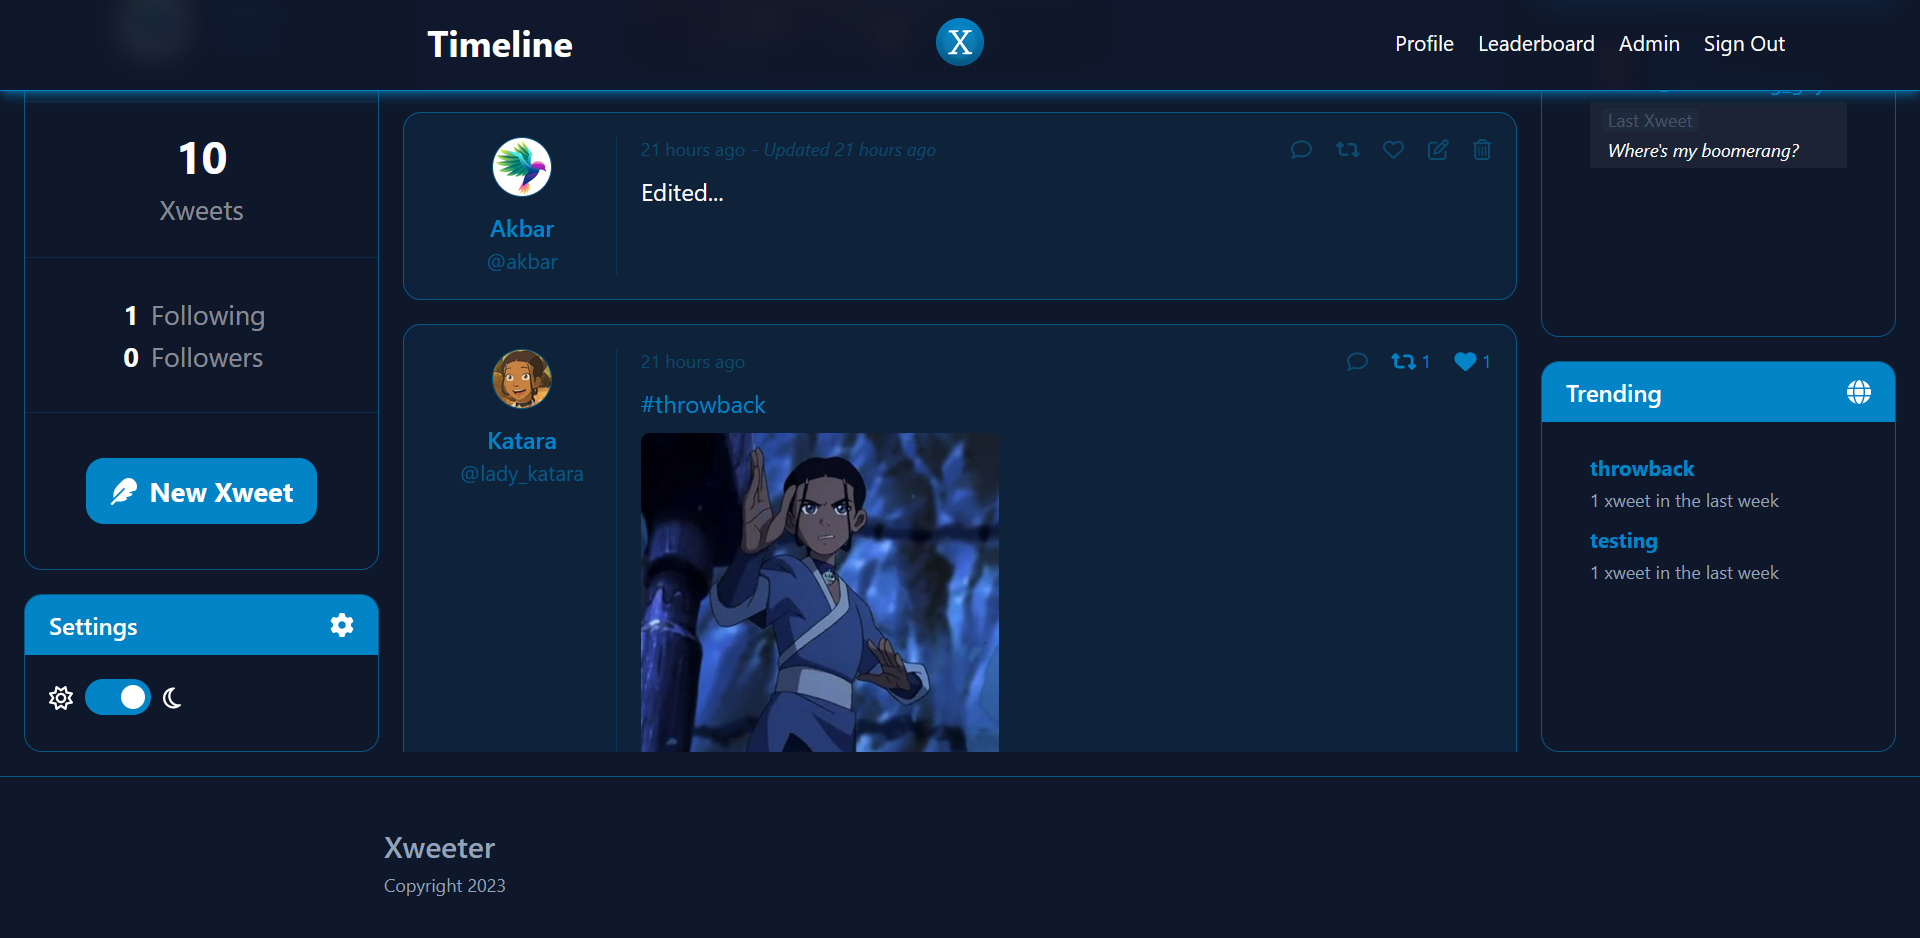 Timeline
X
Profile
Leaderboard
Admin
Sign Out
10
Xweets
1 Following
0 Followers
New Xweet
Settings
21 hours ago - Updated 21 hours ago
Edited...
Akbar
@akbar
21 hours ago
1
1
#throwback
Katara
@lady_katara
Last Xweet
Where's my boomerang?
Trending
throwback
1 xweet in the last week
testing
1 xweet in the last week
Xweeter
Copyright 2023